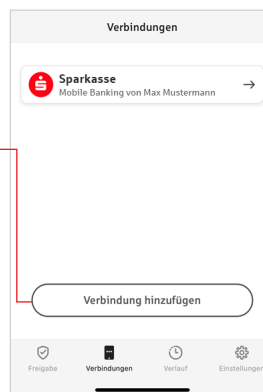 Verbindungen
Sparkasse
Mobile Banking von Max Mustermann
Verbindung hinzufügen
Freigabe Verbindungen Verlauf Einstellungen